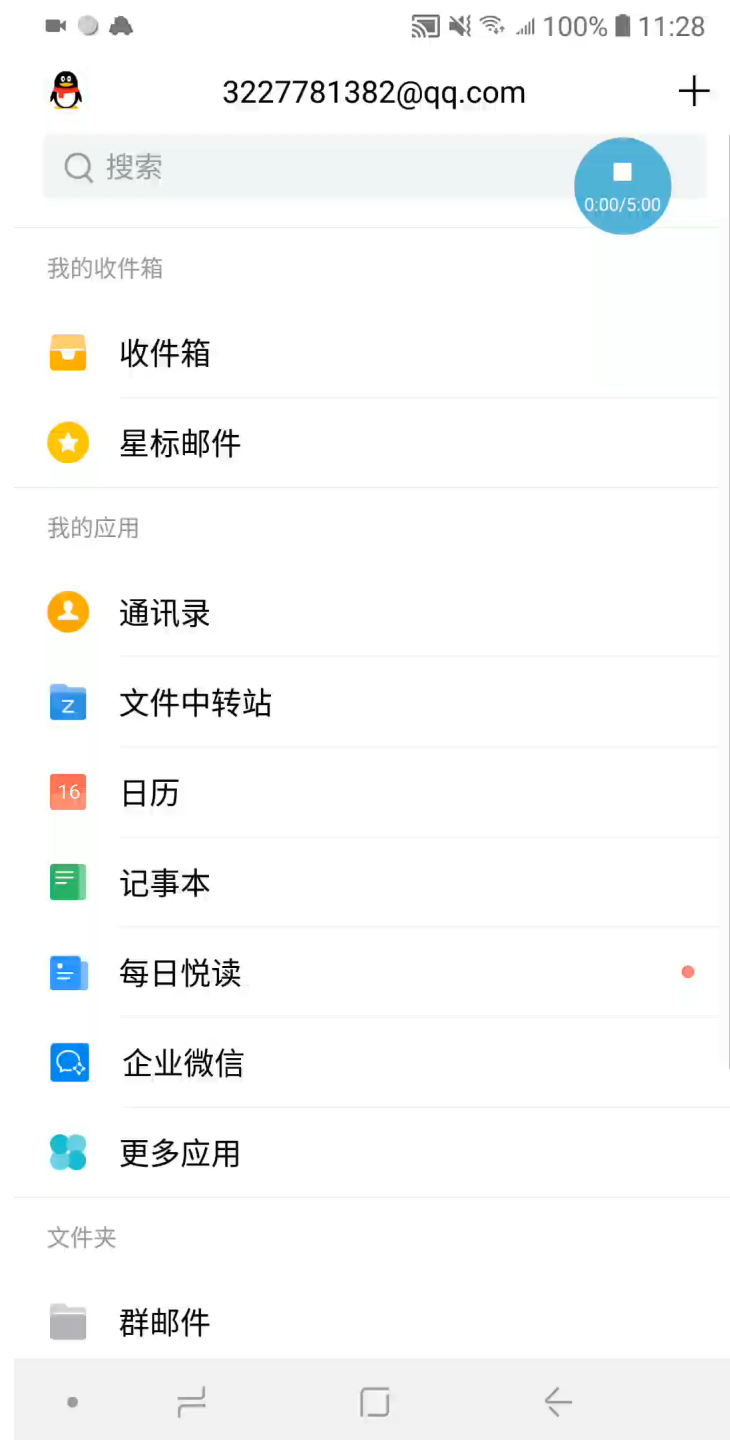 100% 11:28
3227781382@qq.com
搜索
0:00/5:00
我的收件箱
收件箱
星标邮件
我的应用
通讯录
Z 文件中转站
16 日历
记事本
每日悦读
企业微信
更多应用
文件夹
群邮件